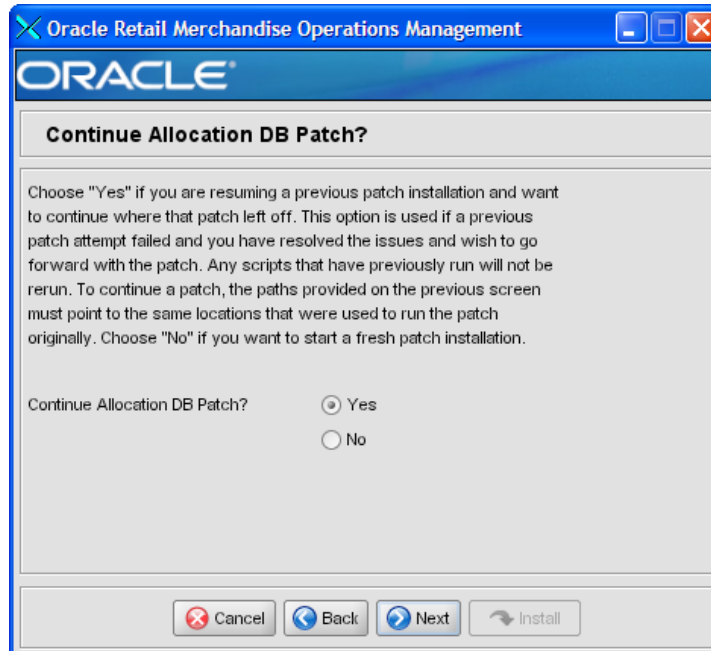 Oracle Retail Merchandise Operations Management
ORACLE®
Continue Allocation DB Patch?
Choose "Yes" if you are resuming a previous patch installation and want
to continue where that patch left off. This option is used if a previous
patch attempt failed and you have resolved the issues and wish to go
forward with the patch. Any scripts that have previously run will not be
rerun. To continue a patch, the paths provided on the previous screen
must point to the same locations that were used to run the patch
originally. Choose "No" if you want to start a fresh patch installation.
Continue Allocation DB Patch? Yes
No
Cancel Back Next Install